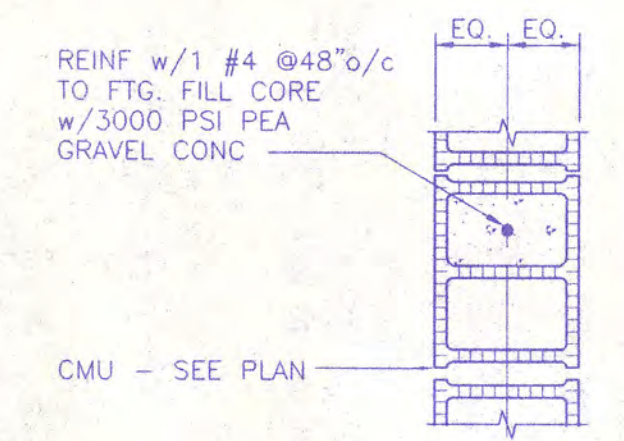 EQ. EQ.
REINF w/1 #4 @48"o/c
TO FTG. FILL CORE
w/3000 PSI PEA
GRAVEL CONC
CMU - SEE PLAN